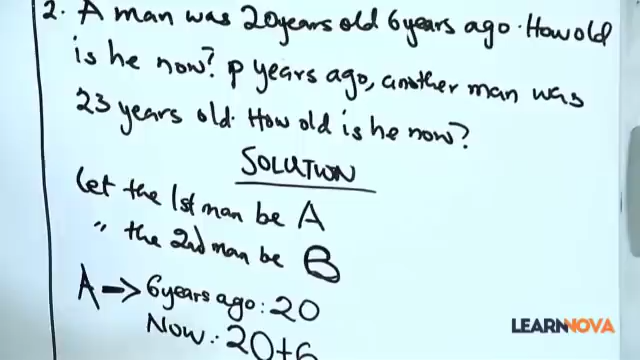 2. A man was 20years old 6years ago. How old
is he now? p years ago, another man was
23 years old. How old is he now?
SOLUTION
Let the 1st man be A
" the 2nd man be B
A → 6years ago: 20
Now: 20+6
LEARNNOVA